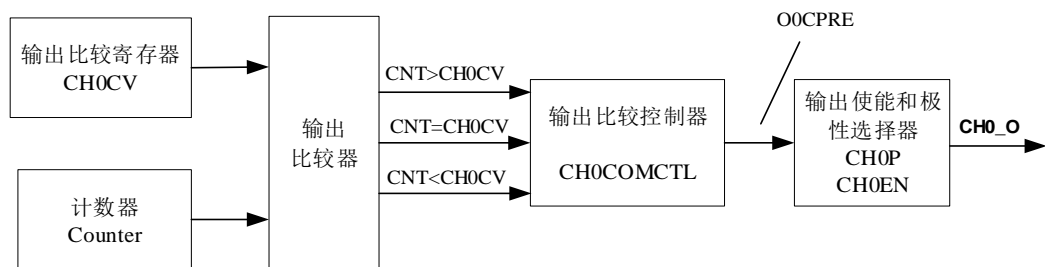 O0CPRE
输出比较寄存器
CH0CV
计数器
Counter
输出
比较器
CNT>CH0CV
CNT=CH0CV
CNT<CH0CV
输出比较控制器
CH0COMCTL
输出使能和极
性选择器
CH0P
CH0EN
CH0_O